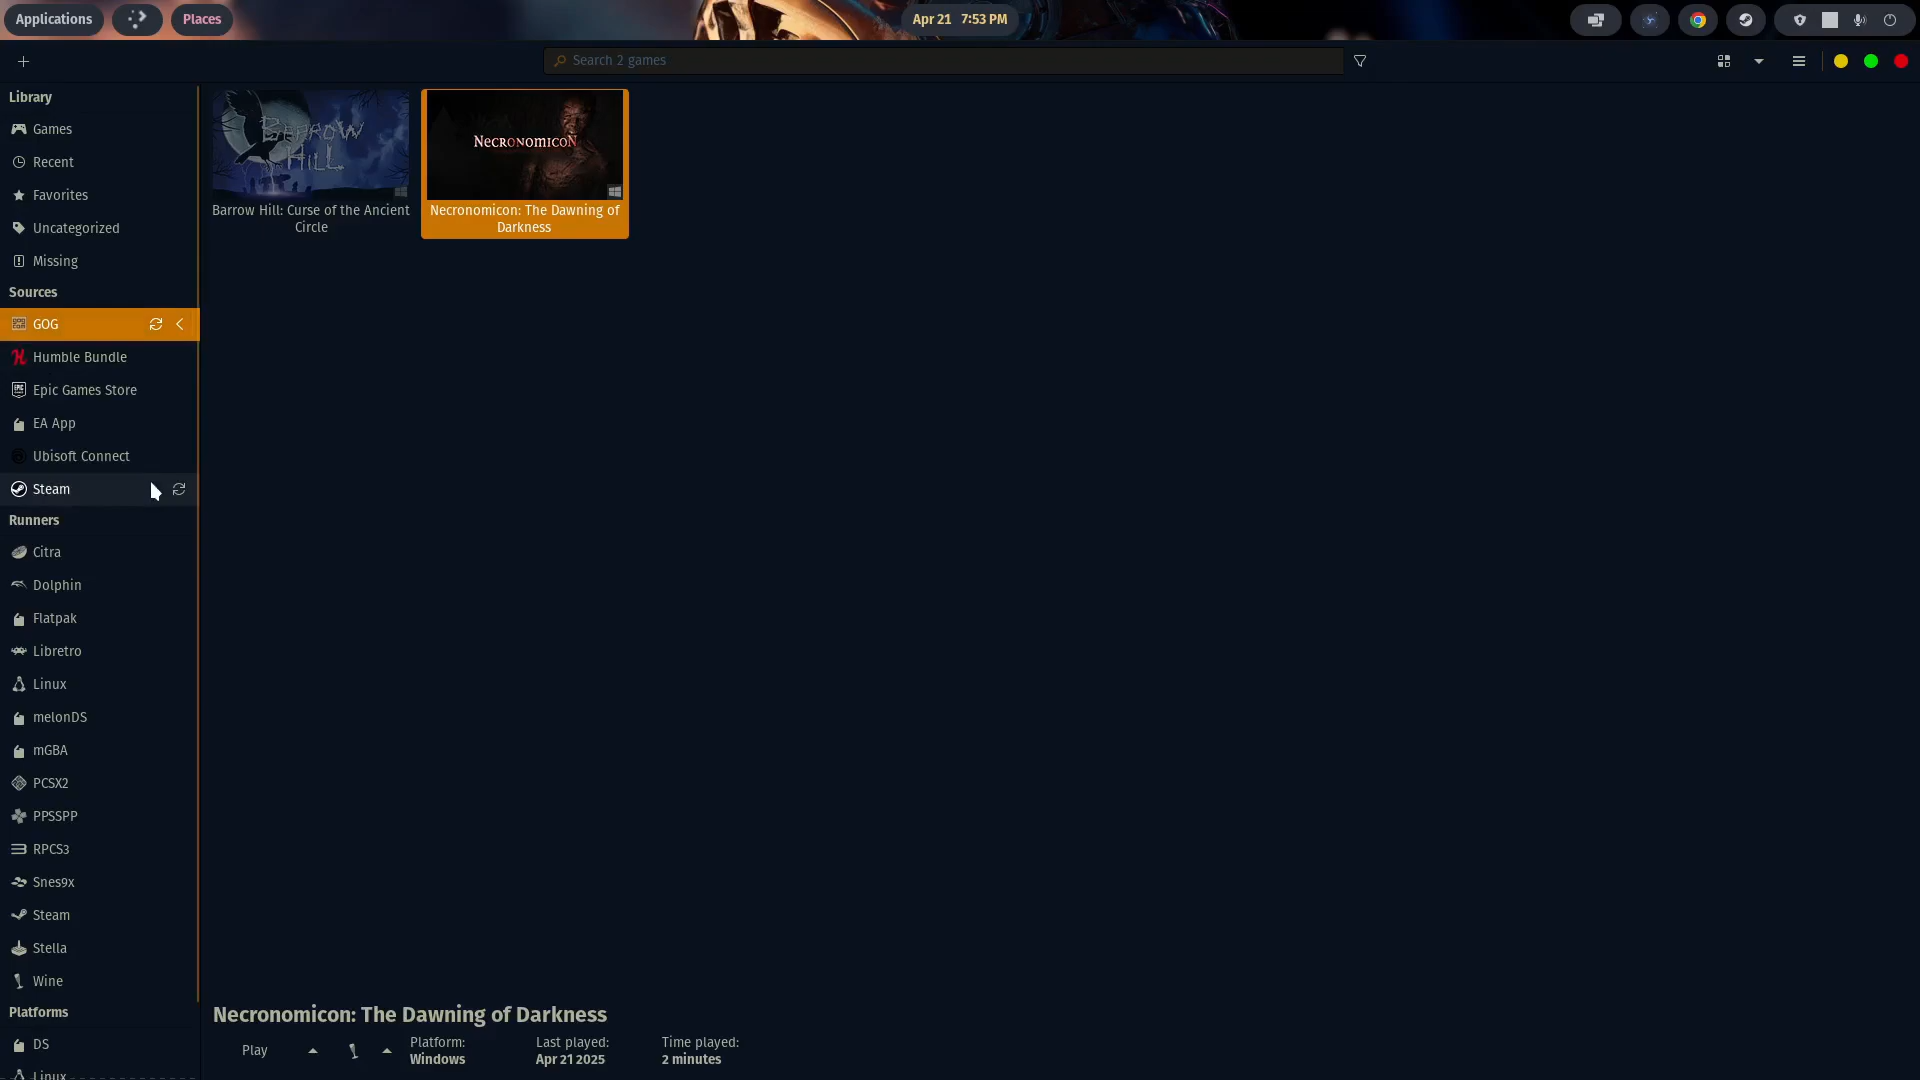 Applications
Places
Apr 21 7:53 PM
Search 2 games
Library
Games
Recent
Favorites
Uncategorized
Missing
Sources
GOG
Humble Bundle
Epic Games Store
EA App
Ubisoft Connect
Steam
Runners
Citra
Dolphin
Flatpak
Libretro
Linux
melonDS
mGBA
PCSX2
PPSSPP
RPCS3
Snes9x
Steam
Stella
Wine
Platforms
DS
Linux
BARROW
HILL
Barrow Hill: Curse of the Ancient
Circle
NECRONOMICON
Necronomicon: The Dawning of
Darkness
Necronomicon: The Dawning of Darkness
Play
Platform:
Windows
Last played:
Apr 21 2025
Time played:
2 minutes